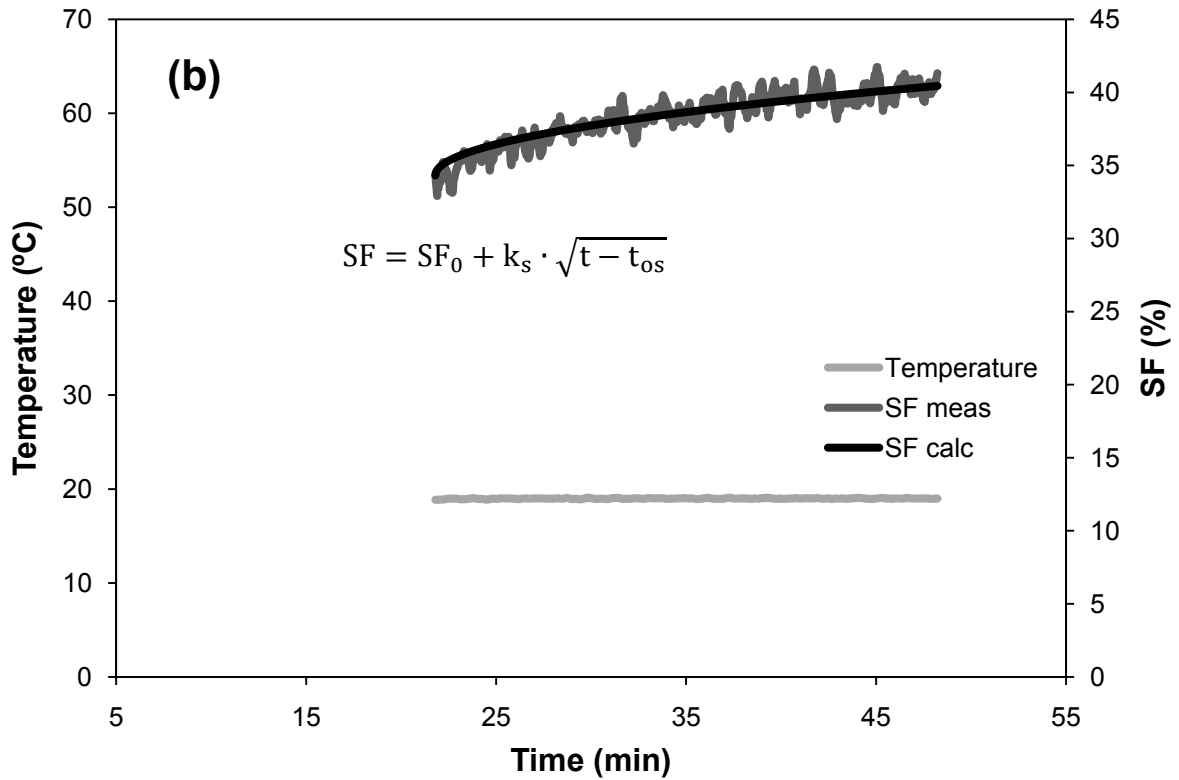 (b)
Temperature (ºC)
70
60
50
40
30
20
10
0
SF = SF₀ + kₛ · √(t − tₒₛ)
Temperature
SF meas
SF calc
45
40
35
30
25
20
15
10
5
0
SF (%)
5 15 25 35 45 55
Time (min)